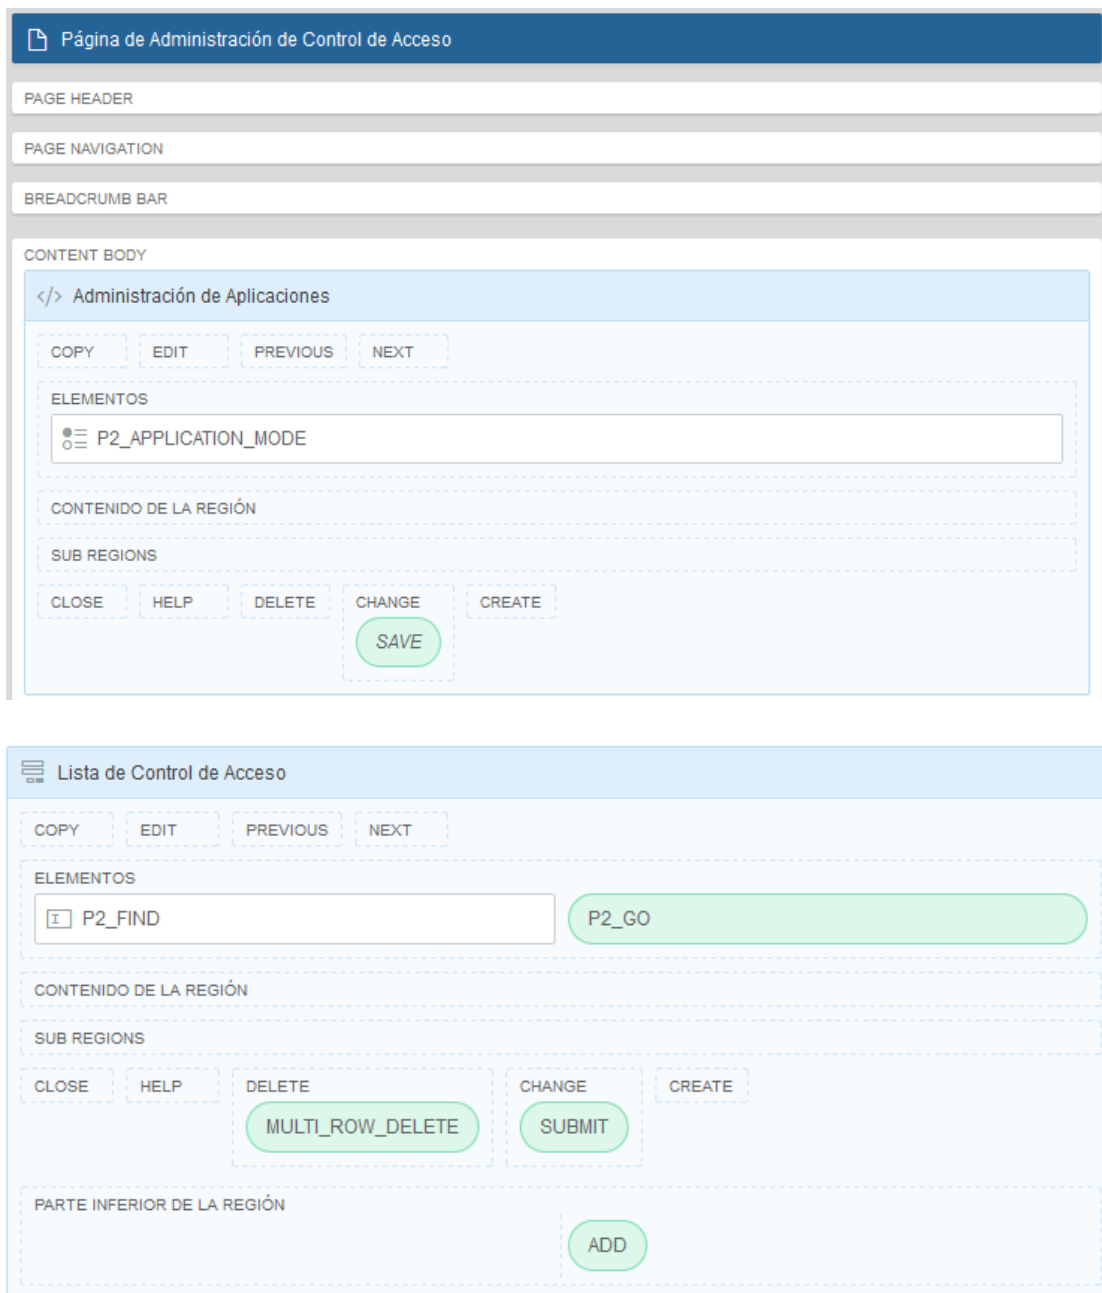 Página de Administración de Control de Acceso
PAGE HEADER
PAGE NAVIGATION
BREADCRUMB BAR
CONTENT BODY
</> Administración de Aplicaciones
COPY EDIT PREVIOUS NEXT
ELEMENTOS
P2_APPLICATION_MODE
CONTENIDO DE LA REGIÓN
SUB REGIONS
CLOSE HELP DELETE CHANGE CREATE
SAVE
Lista de Control de Acceso
COPY EDIT PREVIOUS NEXT
ELEMENTOS
P2_FIND P2_GO
CONTENIDO DE LA REGIÓN
SUB REGIONS
CLOSE HELP DELETE CHANGE CREATE
MULTI_ROW_DELETE SUBMIT
PARTE INFERIOR DE LA REGIÓN
ADD